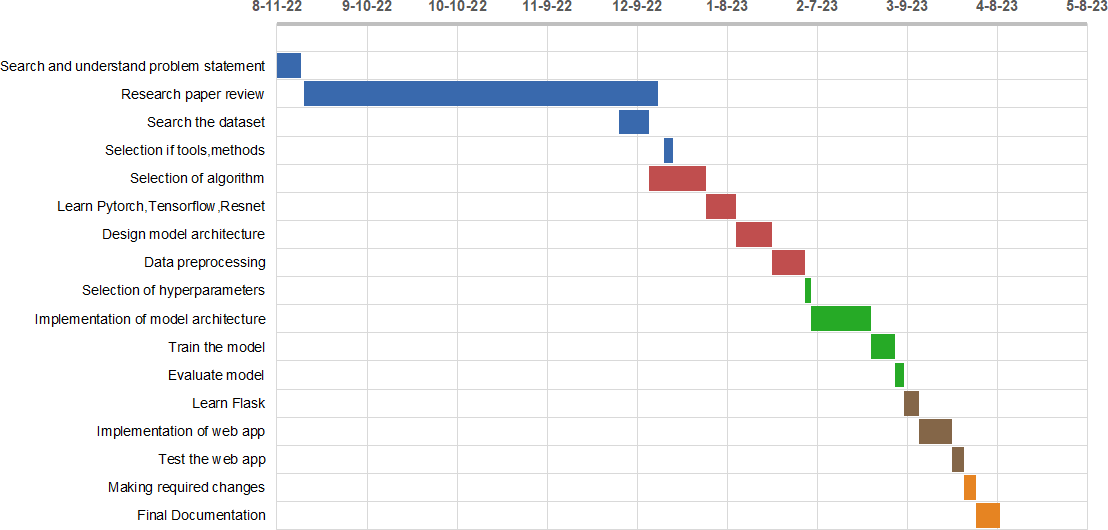 8-11-22 9-10-22 10-10-22 11-9-22 12-9-22 1-8-23 2-7-23 3-9-23 4-8-23 5-8-23
Search and understand problem statement
Research paper review
Search the dataset
Selection if tools,methods
Selection of algorithm
Learn Pytorch,Tensorflow,Resnet
Design model architecture
Data preprocessing
Selection of hyperparameters
Implementation of model architecture
Train the model
Evaluate model
Learn Flask
Implementation of web app
Test the web app
Making required changes
Final Documentation